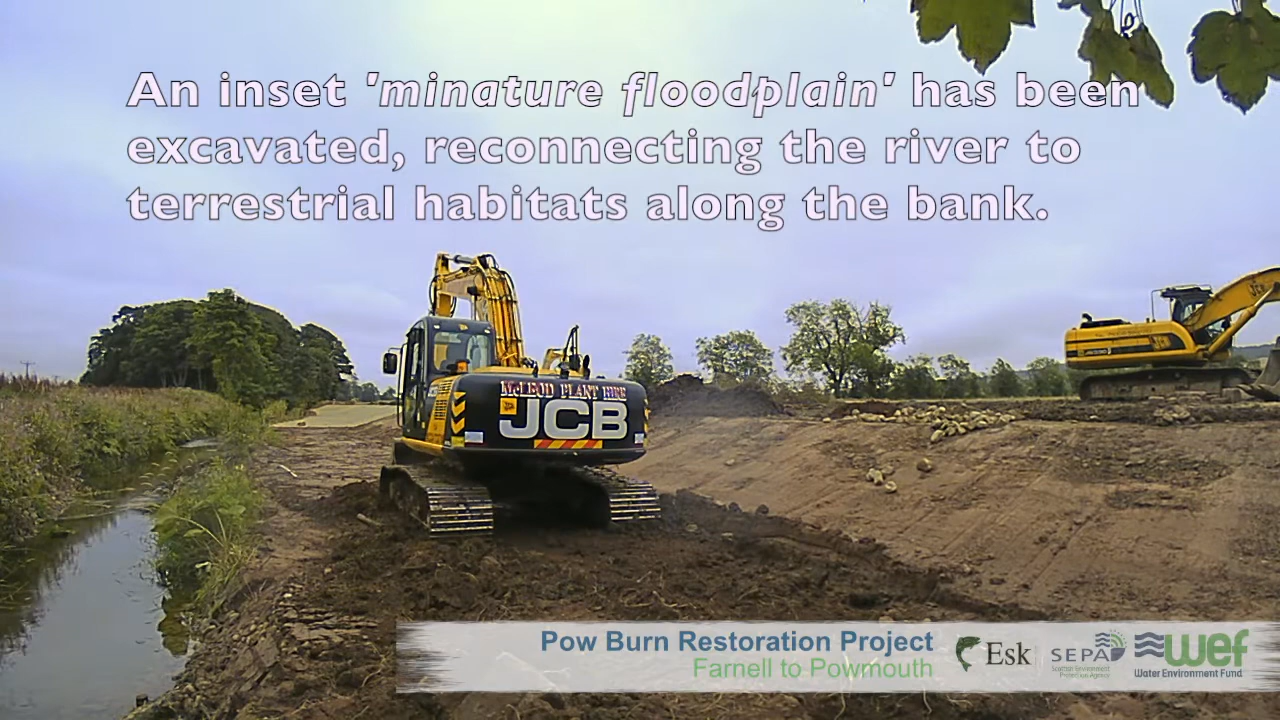 An inset 'minature floodplain' has been
excavated, reconnecting the river to
terrestrial habitats along the bank.
McLEOD PLANT HIRE
JCB
JCB
Pow Burn Restoration Project
Farnell to Powmouth
Esk
SEPA
Scottish Environment
Protection Agency
wef
Water Environment Fund